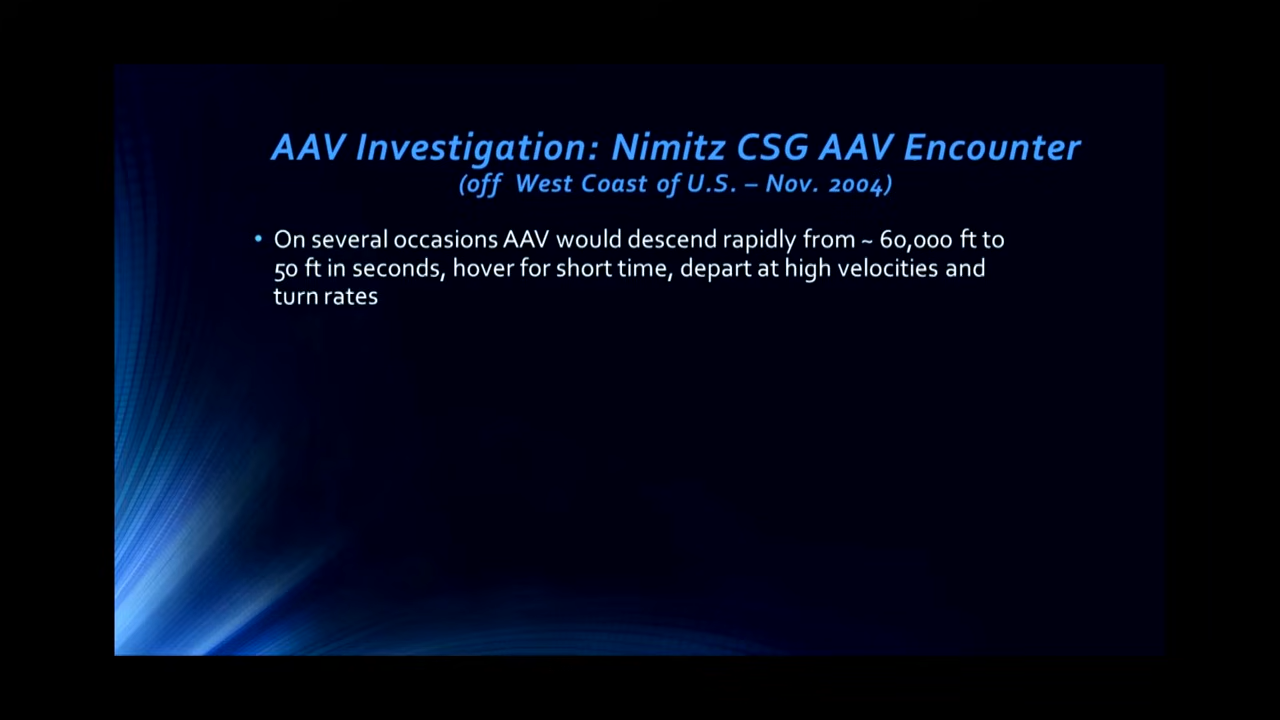 AAV Investigation: Nimitz CSG AAV Encounter
(off West Coast of U.S. – Nov. 2004)
• On several occasions AAV would descend rapidly from ~ 60,000 ft to
50 ft in seconds, hover for short time, depart at high velocities and
turn rates